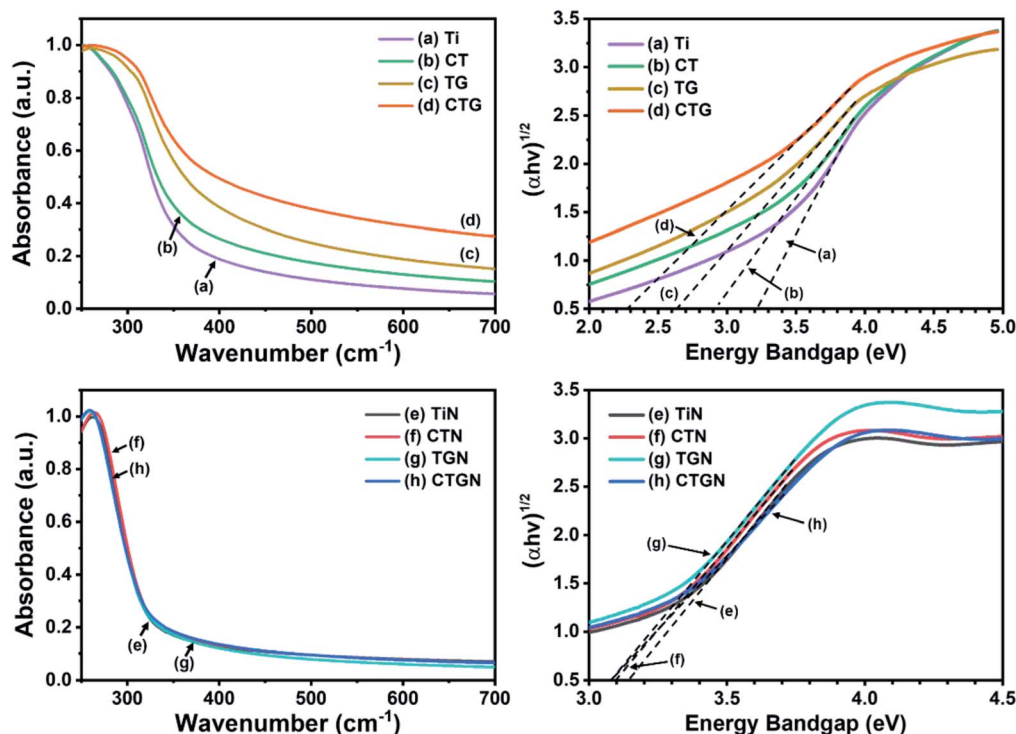 Absorbance (a.u.)
1.0
0.8
0.6
0.4
0.2
0.0
(a) Ti
(b) CT
(c) TG
(d) CTG
(d)
(c)
(b)
(a)
300 400 500 600 700
Wavenumber (cm⁻¹)
(αhv)^1/2
3.5
3.0
2.5
2.0
1.5
1.0
0.5
(a) Ti
(b) CT
(c) TG
(d) CTG
(d)
(a)
(c)
(b)
2.0 2.5 3.0 3.5 4.0 4.5 5.0
Energy Bandgap (eV)
Absorbance (a.u.)
1.0
0.8
0.6
0.4
0.2
0.0
(e) TiN
(f) CTN
(g) TGN
(h) CTGN
(f)
(h)
(e)
(g)
300 400 500 600 700
Wavenumber (cm⁻¹)
(αhv)^1/2
3.5
3.0
2.5
2.0
1.5
1.0
0.5
(e) TiN
(f) CTN
(g) TGN
(h) CTGN
(h)
(g)
(e)
(f)
3.0 3.5 4.0 4.5
Energy Bandgap (eV)